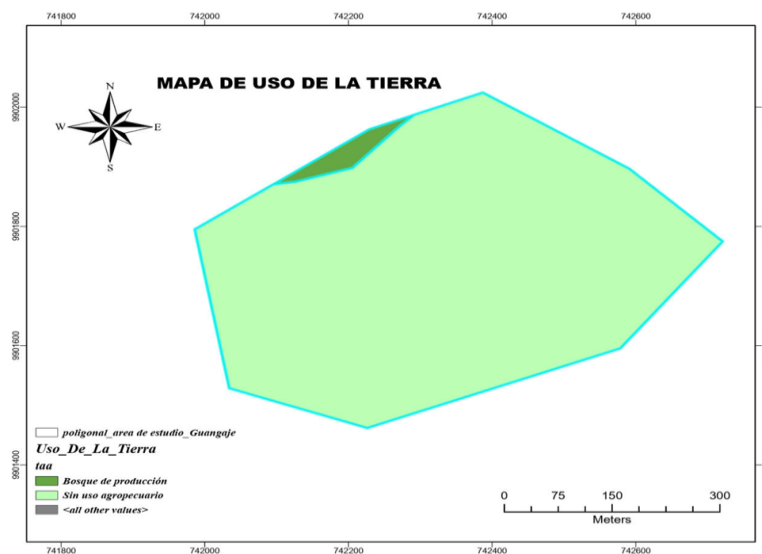 741800 742000 742200 742400 742600
MAPA DE USO DE LA TIERRA
N
W E
S
9902000
9901800
9901600
9901400
poligonal_area de estudio_Guangaje
Uso_De_La_Tierra
taa
Bosque de producción
Sin uso agropecuario
<all other values>
0 75 150 300
Meters
741800 742000 742200 742400 742600